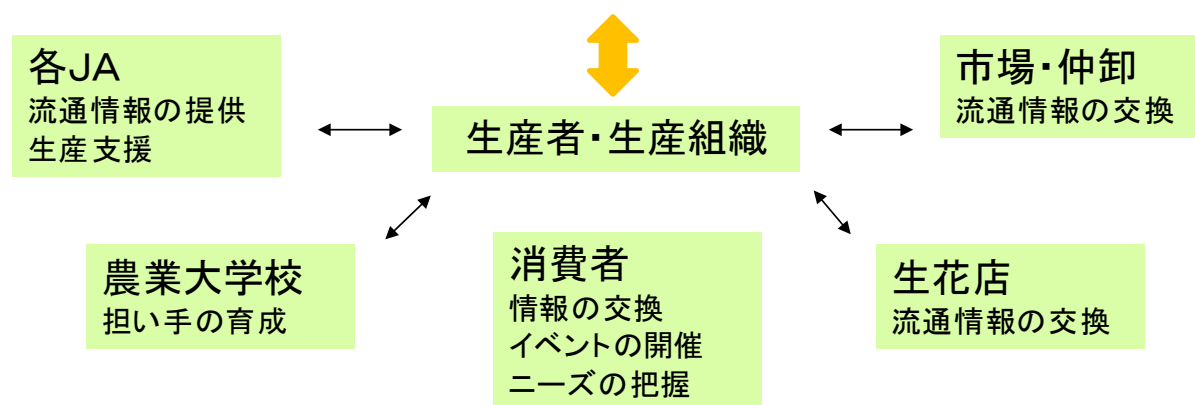 各JA
流通情報の提供
生産支援
生産者・生産組織
市場・仲卸
流通情報の交換
農業大学校
担い手の育成
消費者
情報の交換
イベントの開催
ニーズの把握
生花店
流通情報の交換